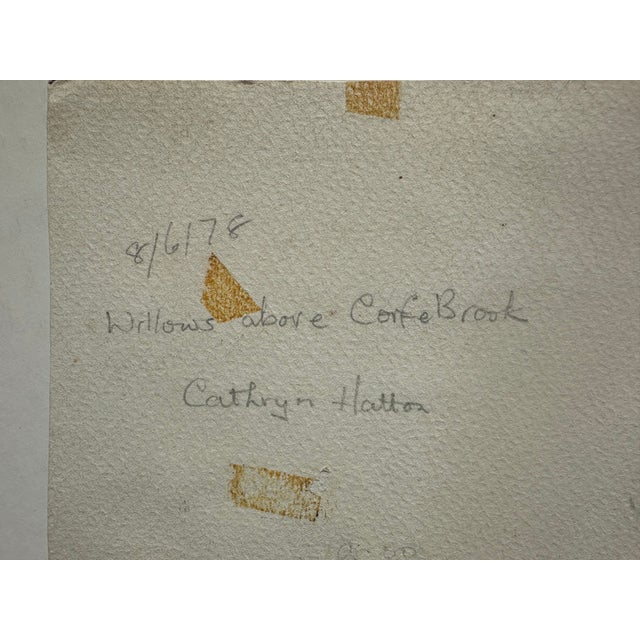 8/6/78
Willows above Corfe Brook
Cathryn Hatton